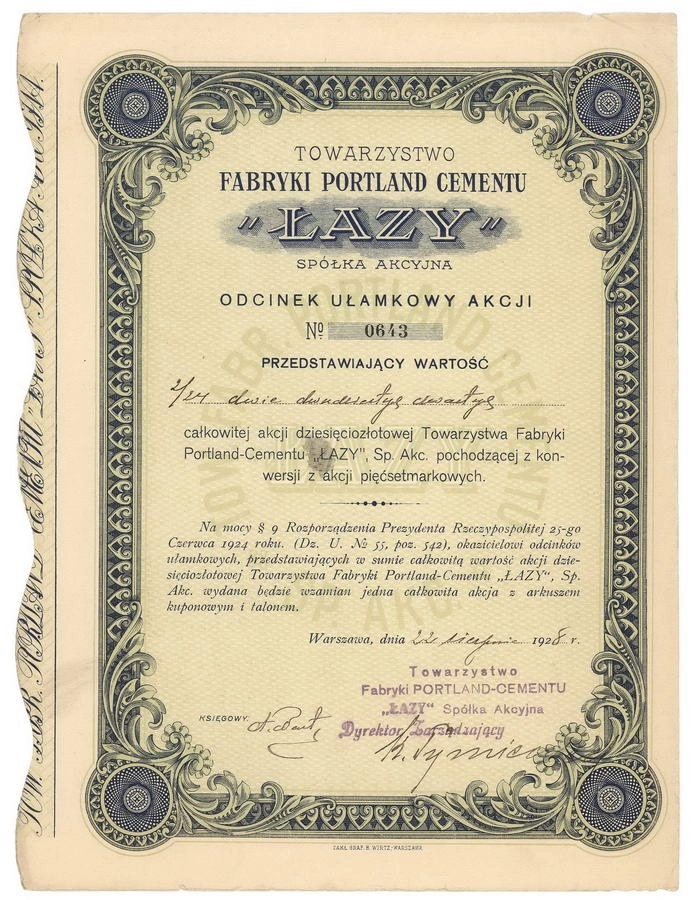 TOWARZYSTWO
FABRYKI PORTLAND CEMENTU
„ŁAZY”
SPÓŁKA AKCYJNA
ODCINEK UŁAMKOWY AKCJI
№ 0643
PRZEDSTAWIAJĄCY WARTOŚĆ
2/24 dwie dwudzieste czwarte
całkowitej akcji dziesięciozłotowej Towarzystwa Fabryki
Portland-Cementu „ŁAZY”, Sp. Akc. pochodzącej z kon-
wersji z akcji pięćsetmarkowych.
Na mocy § 9 Rozporządzenia Prezydenta Rzeczypospolitej 25-go
Czerwca 1924 roku. (Dz. U. № 55, poz. 542), okazicielowi odcinków
ułamkowych, przedstawiających w sumie całkowitą wartość akcji dzie-
sięciozłotowej Towarzystwa Fabryki Portland-Cementu „ŁAZY”, Sp.
Akc. wydana będzie wzamian jedna całkowita akcja z arkuszem
kuponowym i talonem.
Warszawa, dnia 22 sierpnia 1928 r.
Towarzystwo
Fabryki PORTLAND-CEMENTU
„ŁAZY” Spółka Akcyjna
Dyrektor Zarządzający
KSIĘGOWY:
ZAKŁ. GRAF. B. WIRTZ, WARSZAWA